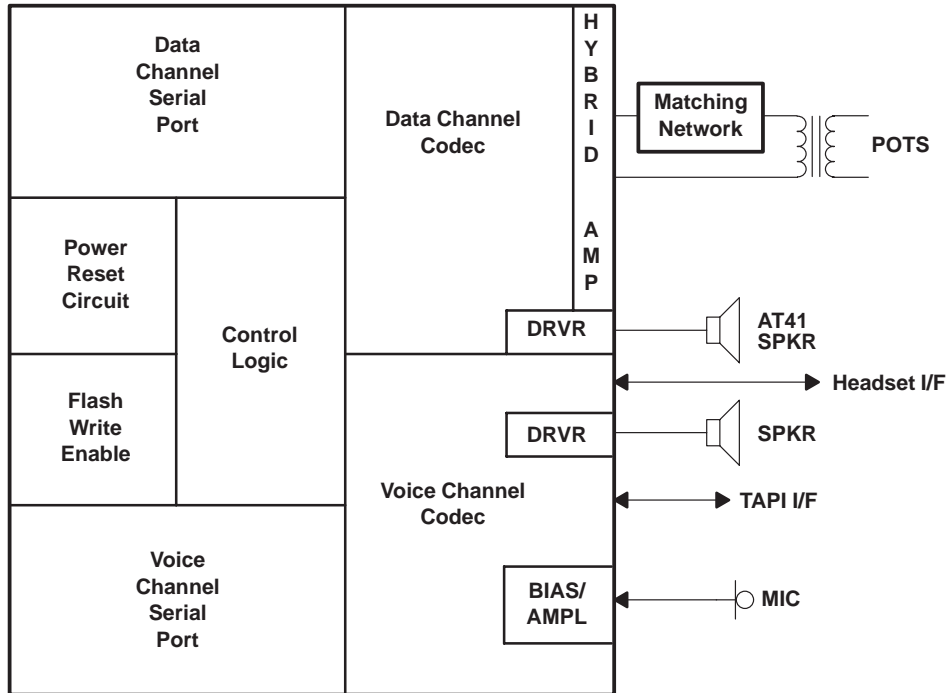 Data
Channel
Serial
Port
Data Channel
Codec
H
Y
B
R
I
D
A
M
P
Matching
Network
POTS
Power
Reset
Circuit
Control
Logic
DRVR
AT41
SPKR
Headset I/F
Flash
Write
Enable
DRVR
SPKR
Voice Channel
Codec
TAPI I/F
Voice
Channel
Serial
Port
BIAS/
AMPL
MIC